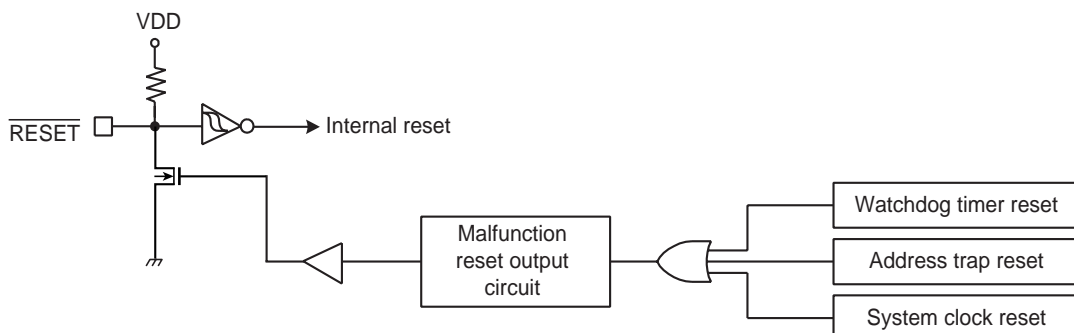 VDD
RESET
Internal reset
Watchdog timer reset
Malfunction
reset output
circuit
Address trap reset
System clock reset